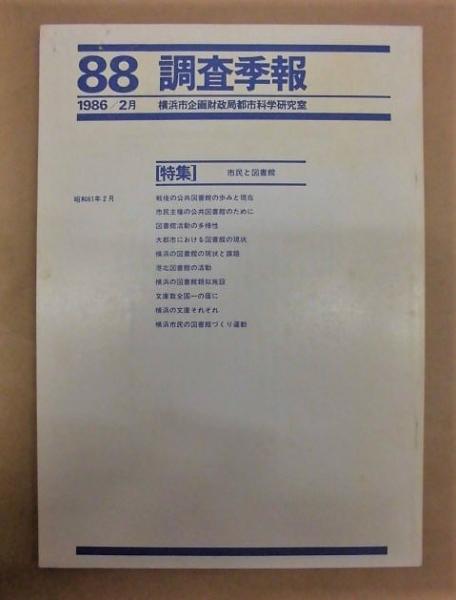 88 調査季報
1986／2月 横浜市企画財政局都市科学研究室
[特集] 市民と図書館
昭和61年2月
戦後の公共図書館の歩みと現在
市民主権の公共図書館のために
図書館活動の多様性
大都市における図書館の現状
横浜の図書館の現状と課題
港北図書館の活動
横浜の図書館類似施設
文庫数全国一の蔭に
横浜の文庫それぞれ
横浜市民の図書館づくり運動